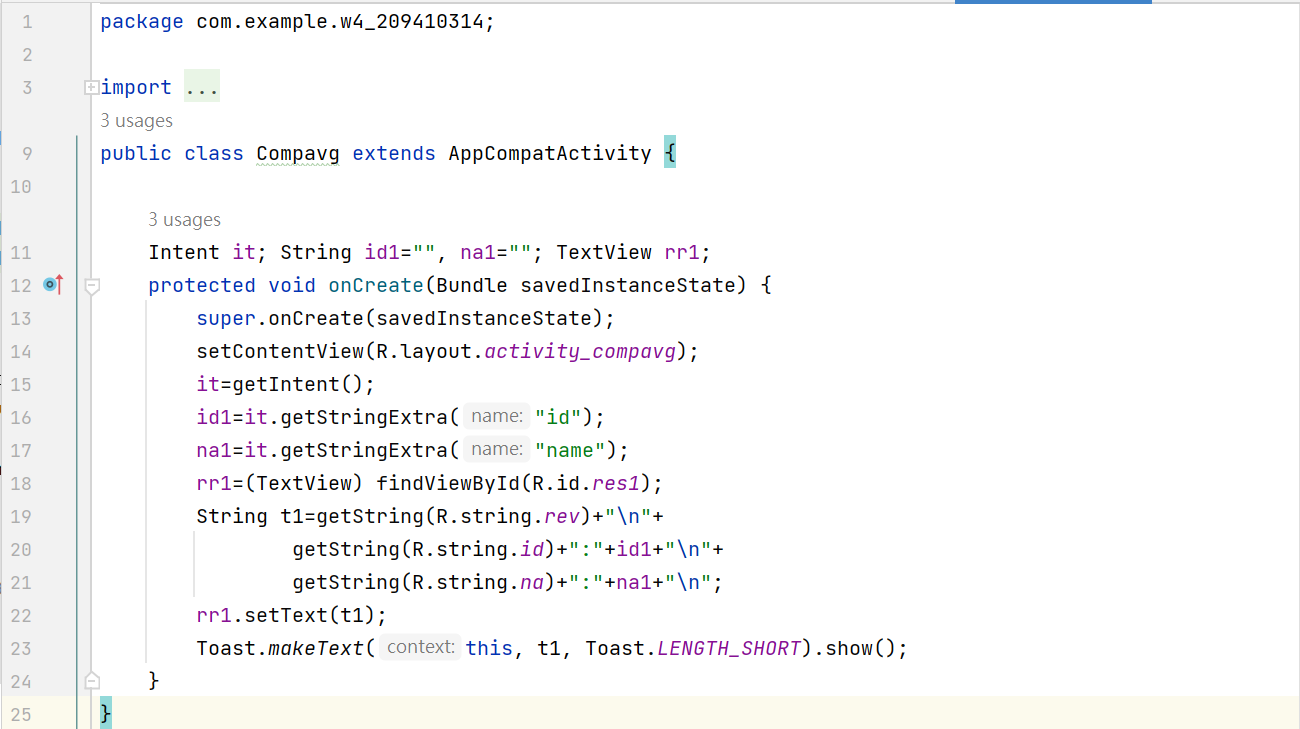 1 package com.example.w4_209410314;
2
3 import ...
3 usages
9 public class Compavg extends AppCompatActivity {
10
3 usages
11 Intent it; String id1="", na1=""; TextView rr1;
12 protected void onCreate(Bundle savedInstanceState) {
13 super.onCreate(savedInstanceState);
14 setContentView(R.layout.activity_compavg);
15 it=getIntent();
16 id1=it.getStringExtra( name: "id");
17 na1=it.getStringExtra( name: "name");
18 rr1=(TextView) findViewById(R.id.res1);
19 String t1=getString(R.string.rev)+"\n"+
20 getString(R.string.id)+":"+id1+"\n"+
21 getString(R.string.na)+":"+na1+"\n";
22 rr1.setText(t1);
23 Toast.makeText( context: this, t1, Toast.LENGTH_SHORT).show();
24 }
25 }